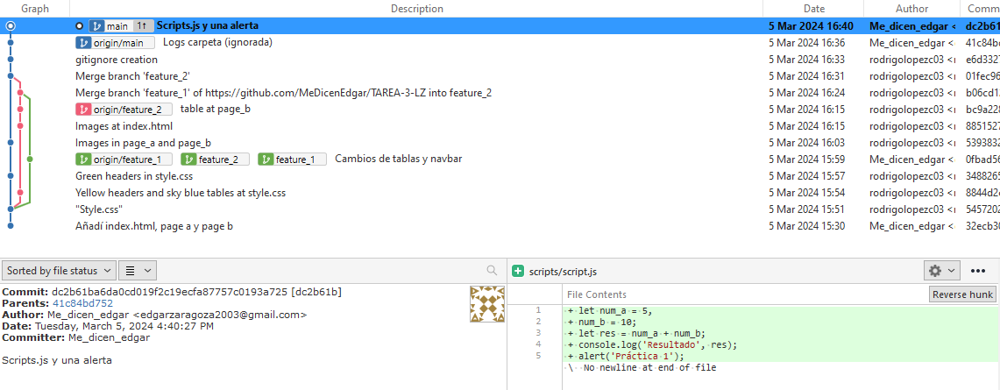 Graph Description Date Author Comm
main 1↑ Scripts.js y una alerta 5 Mar 2024 16:40 Me_dicen_edgar < dc2b61
origin/main Logs carpeta (ignorada) 5 Mar 2024 16:36 Me_dicen_edgar < 41c84bd
gitignore creation 5 Mar 2024 16:33 rodrigolopezc03 < e6d3327
Merge branch 'feature_2' 5 Mar 2024 16:31 rodrigolopezc03 < 01fec96
Merge branch 'feature_1' of https://github.com/MeDicenEdgar/TAREA-3-LZ into feature_2 5 Mar 2024 16:24 rodrigolopezc03 < b06cd1
origin/feature_2 table at page_b 5 Mar 2024 16:15 rodrigolopezc03 < bc9a228
Images at index.html 5 Mar 2024 16:15 rodrigolopezc03 < 8851527
Images in page_a and page_b 5 Mar 2024 16:03 rodrigolopezc03 < 5393832
origin/feature_1 feature_2 feature_1 Cambios de tablas y navbar 5 Mar 2024 15:59 Me_dicen_edgar < 0fbad56
Green headers in style.css 5 Mar 2024 15:57 rodrigolopezc03 < 3488265
Yellow headers and sky blue tables at style.css 5 Mar 2024 15:54 rodrigolopezc03 < 8844d2
"Style.css" 5 Mar 2024 15:51 rodrigolopezc03 < 5457202
Añadí index.html, page a y page b 5 Mar 2024 15:30 Me_dicen_edgar < 32ecb30
Sorted by file status
Commit: dc2b61ba6da0cd019f2c19ecfa87757c0193a725 [dc2b61b]
Parents: 41c84bd752
Author: Me_dicen_edgar <edgarzaragoza2003@gmail.com>
Date: Tuesday, March 5, 2024 4:40:27 PM
Committer: Me_dicen_edgar
Scripts.js y una alerta
scripts/script.js
File Contents Reverse hunk
1 + let num_a = 5,
2 + num_b = 10;
3 + let res = num_a + num_b;
4 + console.log('Resultado', res);
5 + alert('Práctica 1');
\ No newline at end of file